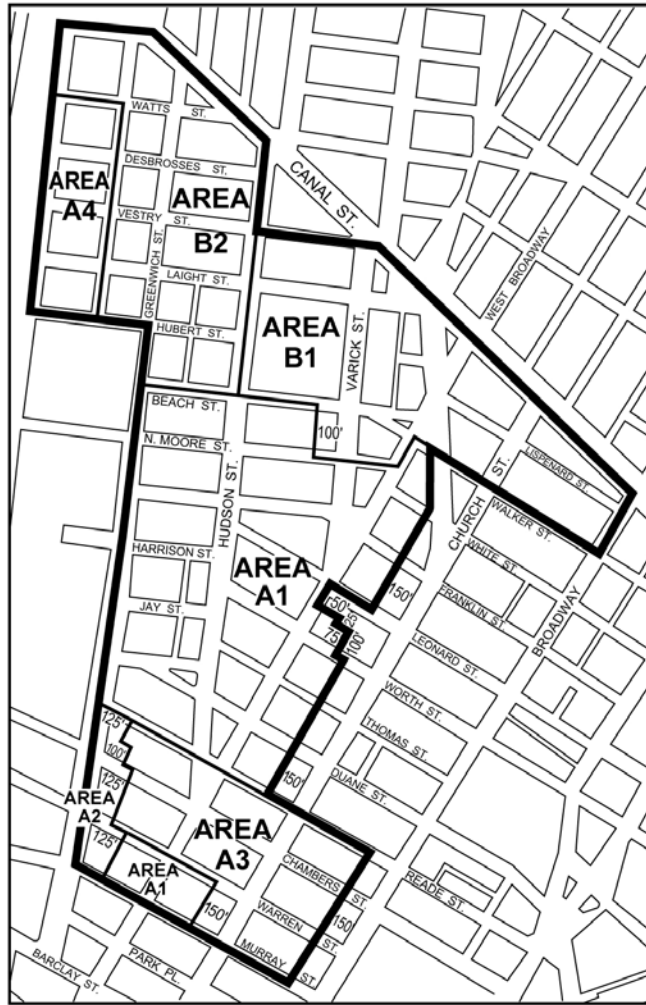 WATTS
ST.
DESBROSSES ST.
CANAL ST.
AREA
A4
AREA
B2
VESTRY ST.
GREENWICH ST.
LAIGHT ST.
HUBERT ST.
WEST BROADWAY
AREA
B1
VARICK ST.
BEACH ST.
100'
N. MOORE ST.
HUDSON ST.
LISPENARD ST.
CHURCH ST.
WALKER ST.
WHITE ST
HARRISON ST.
AREA
A1
150'
FRANKLIN ST.
BROADWAY
JAY ST.
50'
25'
75'
100'
LEONARD ST.
WORTH ST.
THOMAS ST.
125'
100'
150'
DUANE ST.
125'
AREA
A2
AREA
A3
125'
AREA
A1
CHAMBERS ST.
READE ST.
150'
WARREN ST.
150
MURRAY ST
PARK PL.
BARCLAY ST.